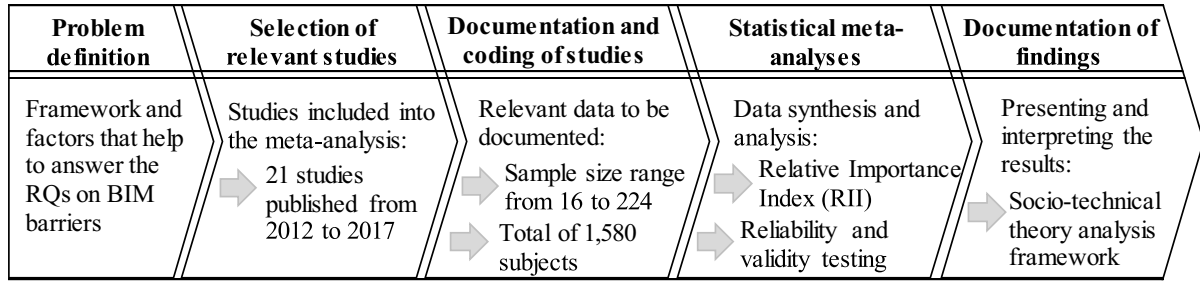 Problem
definition
Framework and
factors that help
to answer the
RQs on BIM
barriers
Selection of
relevant studies
Studies included into
the meta-analysis:
21 studies
published from
2012 to 2017
Documentation and
coding of studies
Relevant data to be
documented:
Sample size range
from 16 to 224
Total of 1,580
subjects
Statistical meta-
analyses
Data synthesis and
analysis:
Relative Importance
Index (RII)
Reliability and
validity testing
Documentation of
findings
Presenting and
interpreting the
results:
Socio-technical
theory analysis
framework